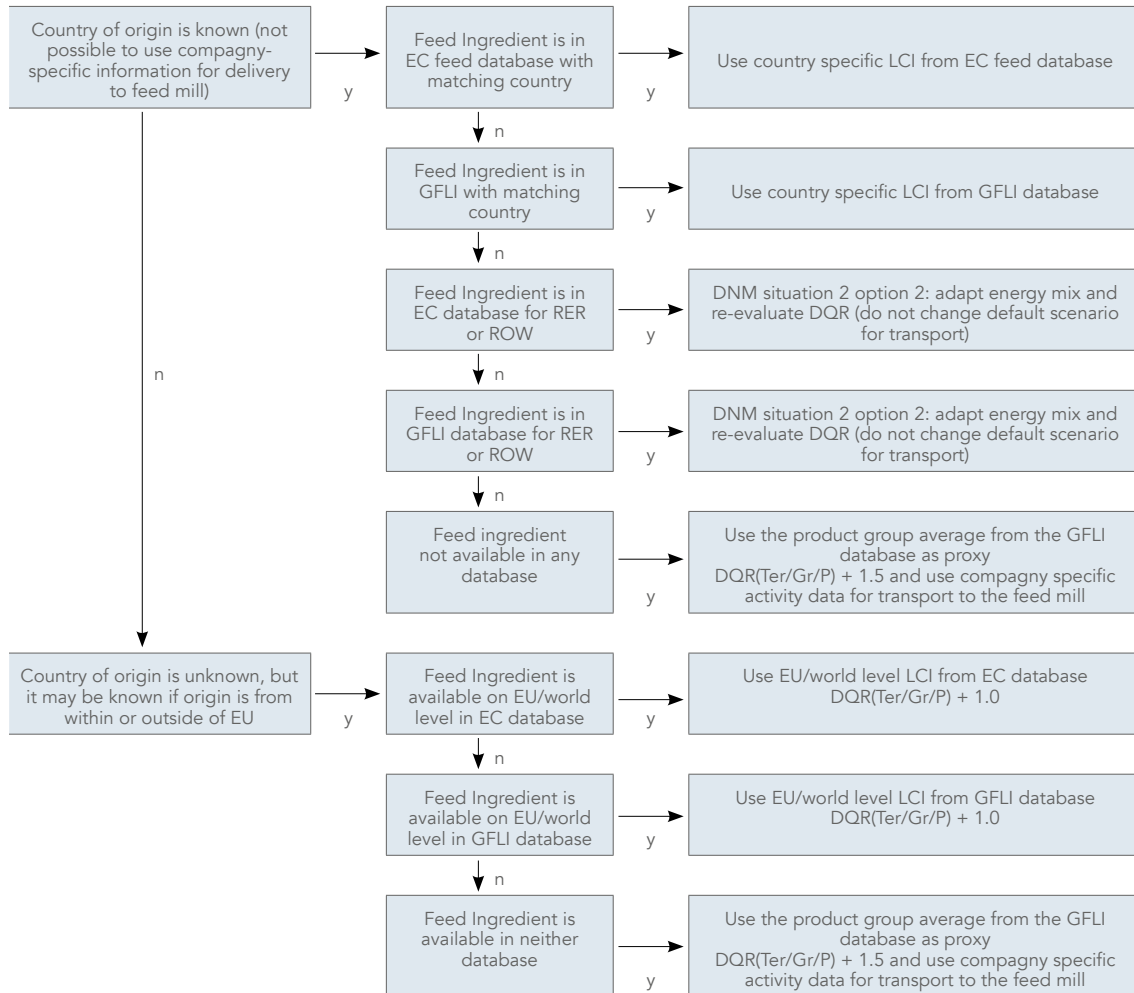 Country of origin is known (not
possible to use compagny-
specific information for delivery
to feed mill)
y
Feed Ingredient is in
EC feed database with
matching country
y
Use country specific LCI from EC feed database
n
Feed Ingredient is in
GFLI with matching
country
y
Use country specific LCI from GFLI database
n
Feed Ingredient is in
EC database for RER
or ROW
y
DNM situation 2 option 2: adapt energy mix and
re-evaluate DQR (do not change default scenario
for transport)
n
n
Feed Ingredient is in
GFLI database for RER
or ROW
y
DNM situation 2 option 2: adapt energy mix and
re-evaluate DQR (do not change default scenario
for transport)
n
Feed ingredient
not available in any
database
y
Use the product group average from the GFLI
database as proxy
DQR(Ter/Gr/P) + 1.5 and use compagny specific
activity data for transport to the feed mill
Country of origin is unknown, but
it may be known if origin is from
within or outside of EU
y
Feed Ingredient is
available on EU/world
level in EC database
y
Use EU/world level LCI from EC database
DQR(Ter/Gr/P) + 1.0
n
Feed Ingredient is
available on EU/world
level in GFLI database
y
Use EU/world level LCI from GFLI database
DQR(Ter/Gr/P) + 1.0
n
Feed Ingredient is
available in neither
database
y
Use the product group average from the GFLI
database as proxy
DQR(Ter/Gr/P) + 1.5 and use compagny specific
activity data for transport to the feed mill